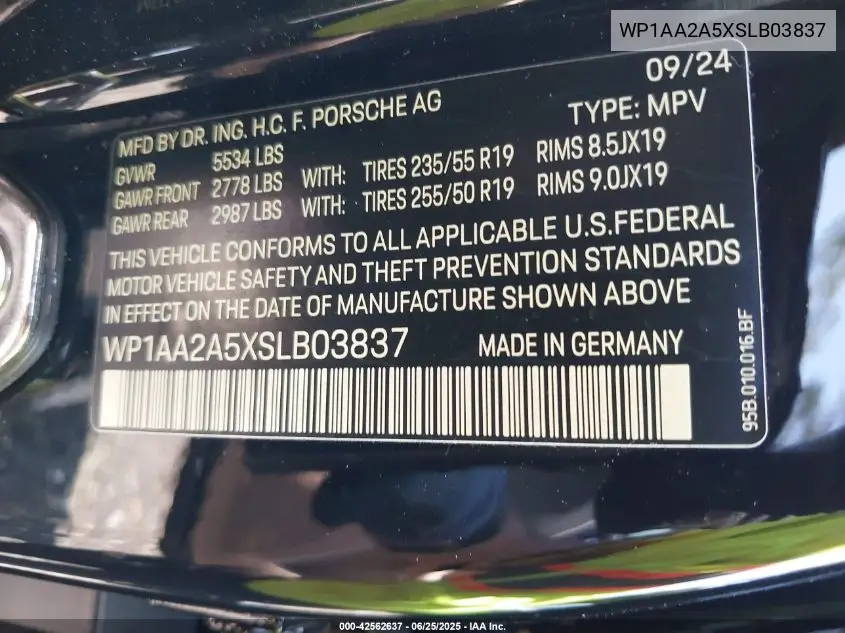 WP1AA2A5XSLB03837
09/24
MFD BY DR. ING. H.C. F. PORSCHE AG
TYPE: MPV
GVWR 5534 LBS
GAWR FRONT 2778 LBS WITH: TIRES 235/55 R19 RIMS 8.5JX19
GAWR REAR 2987 LBS WITH: TIRES 255/50 R19 RIMS 9.0JX19
THIS VEHICLE CONFORMS TO ALL APPLICABLE U.S.FEDERAL
MOTOR VEHICLE SAFETY AND THEFT PREVENTION STANDARDS
IN EFFECT ON THE DATE OF MANUFACTURE SHOWN ABOVE
WP1AA2A5XSLB03837 MADE IN GERMANY
95B.010.016.BF
000-42562637 - 06/25/2025 - IAA Inc.